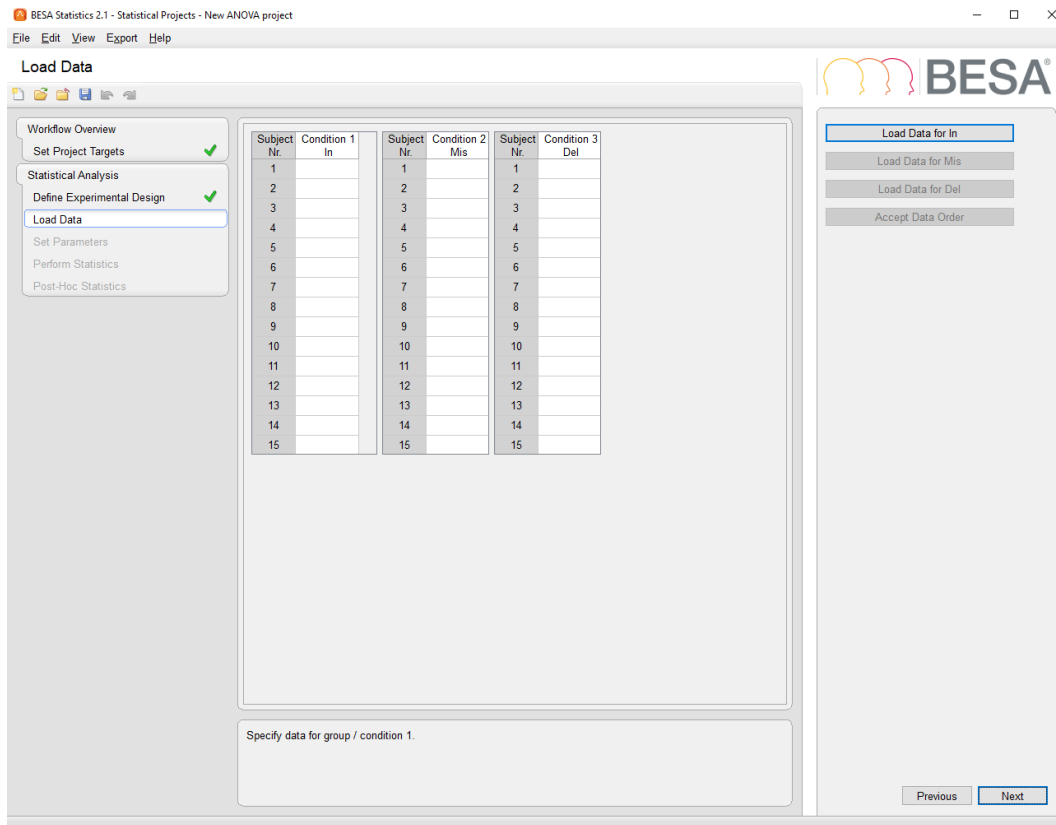 BESA Statistics 2.1 - Statistical Projects - New ANOVA project
File Edit View Export Help
Load Data
BESA®
Workflow Overview
Set Project Targets
Statistical Analysis
Define Experimental Design
Load Data
Set Parameters
Perform Statistics
Post-Hoc Statistics
Subject Condition 1 Subject Condition 2 Subject Condition 3
Nr. In Nr. Mis Nr. Del
1 1 1
2 2 2
3 3 3
4 4 4
5 5 5
6 6 6
7 7 7
8 8 8
9 9 9
10 10 10
11 11 11
12 12 12
13 13 13
14 14 14
15 15 15
Specify data for group / condition 1.
Load Data for In
Load Data for Mis
Load Data for Del
Accept Data Order
Previous Next